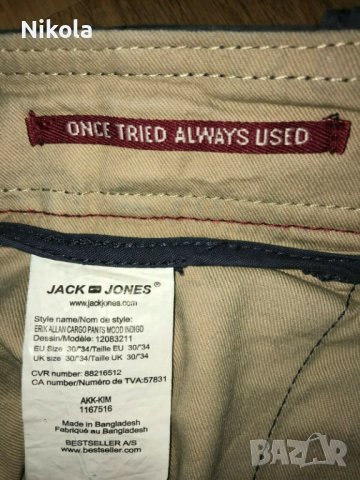 Nikola
ONCE TRIED ALWAYS USED
JACK JONES®
www.jackjones.com
Style name/Nom de style:
ERIK ALLAN CARGO PANTS MOOD INDIGO
Dessin/Modèle: 12083211
EU Size 30/"34/Taille EU 30/"34
UK size 30/"34/Taille UK 30/"34
CVR number: 88216512
CA number/Numéro de TVA:57831
AKK-KIM
1167516
Made in Bangladesh
Fabriqué au Bangladesh
BESTSELLER A/S
www.bestseller.com
BAZAR
.BG